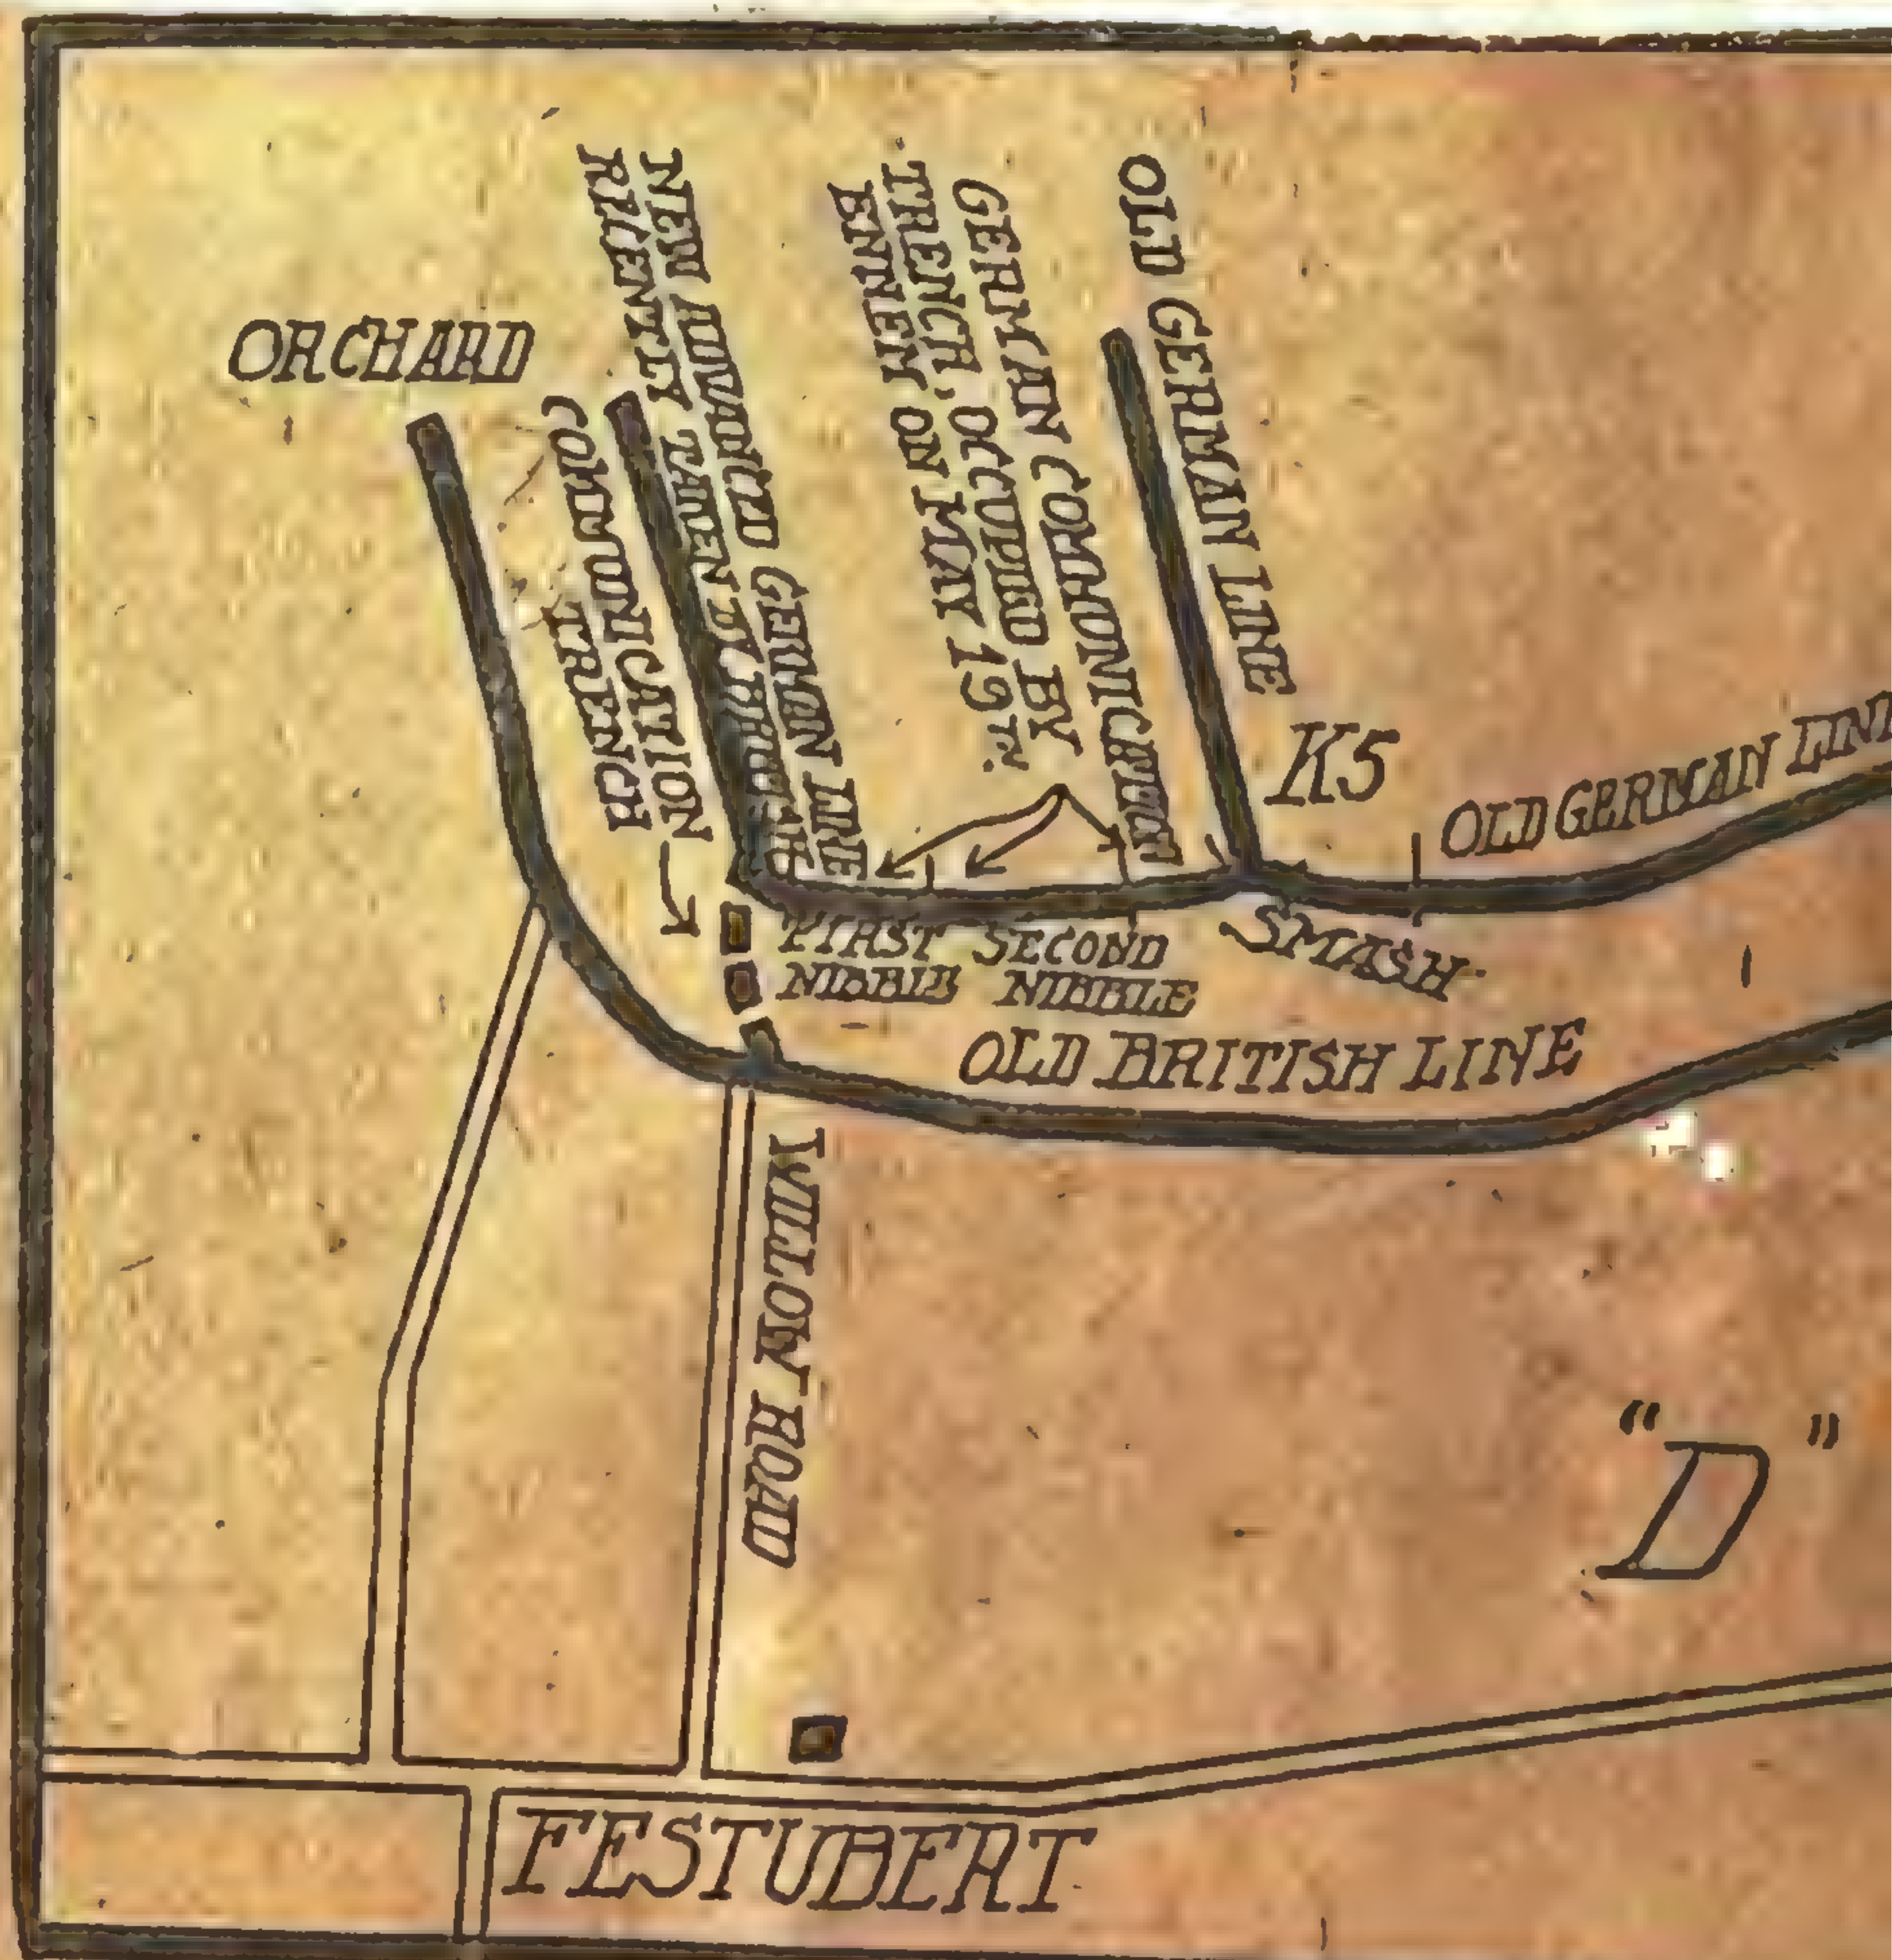 ORCHARD
NEW ADVANCED GERMAN LINE
RECENTLY TAKEN BY BRITISH
COMMUNICATION
TRENCH
GERMAN COMMUNICATION
TRENCH, OCCUPIED BY
ENNEM ON MAY 19TH.
OLD GERMAN LINE
K5
OLD GERMAN LINE
FIRST SECOND
NIBBLE NIBBLE
SMASH
OLD BRITISH LINE
WILLOW ROAD
"D"
FESTUBERT